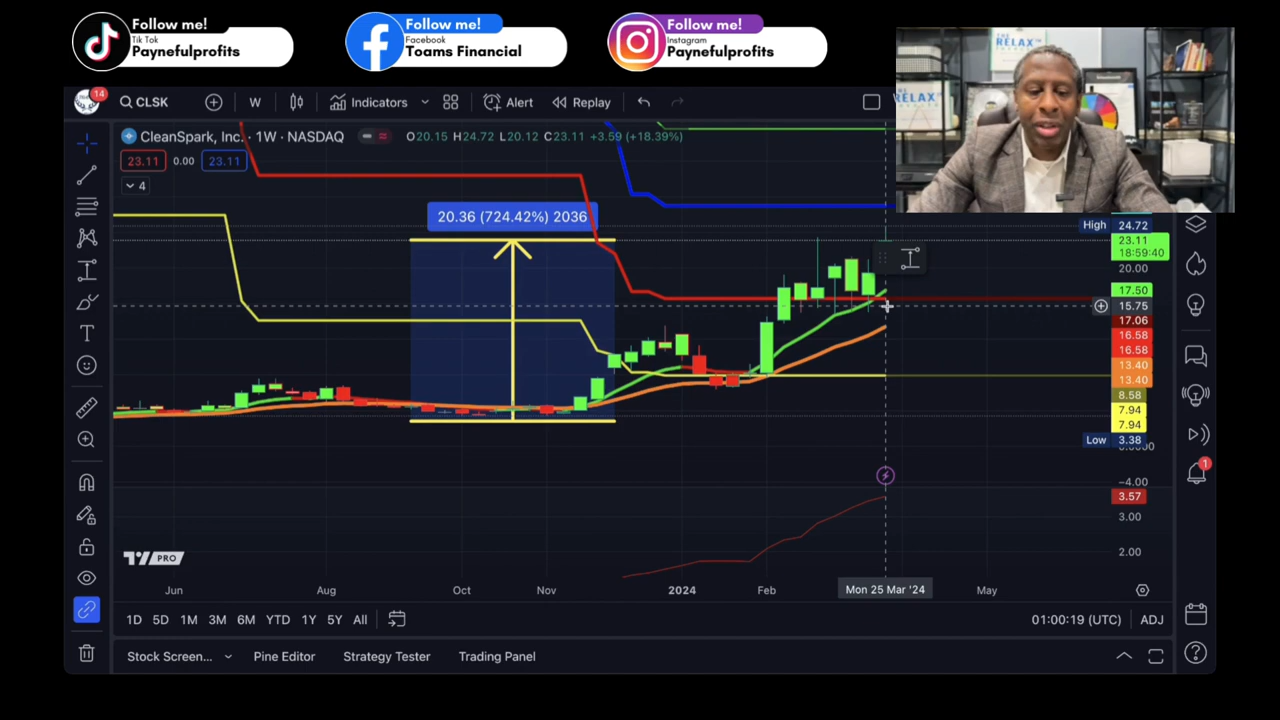 Follow me!
Tik Tok
Paynefulprofits
Follow me!
Facebook
Toams Financial
Follow me!
Instagram
Paynefulprofits
THE
RELAX
RELAX
14
CLSK
W
Indicators
Alert
Replay
CleanSpark, Inc. · 1W · NASDAQ
O20.15 H24.72 L20.12 C23.11 +3.59 (+18.39%)
23.11
0.00
23.11
4
20.36 (724.42%) 2036
High 24.72
23.11
18:59:40
20.00
17.50
15.75
17.06
16.58
16.58
13.40
13.40
8.58
7.94
7.94
Low 3.38
−4.00
3.57
3.00
2.00
1
PRO
Jun
Aug
Oct
Nov
2024
Feb
Mon 25 Mar '24
May
1D
5D
1M
3M
6M
YTD
1Y
5Y
All
01:00:19 (UTC)
ADJ
Stock Screen...
Pine Editor
Strategy Tester
Trading Panel